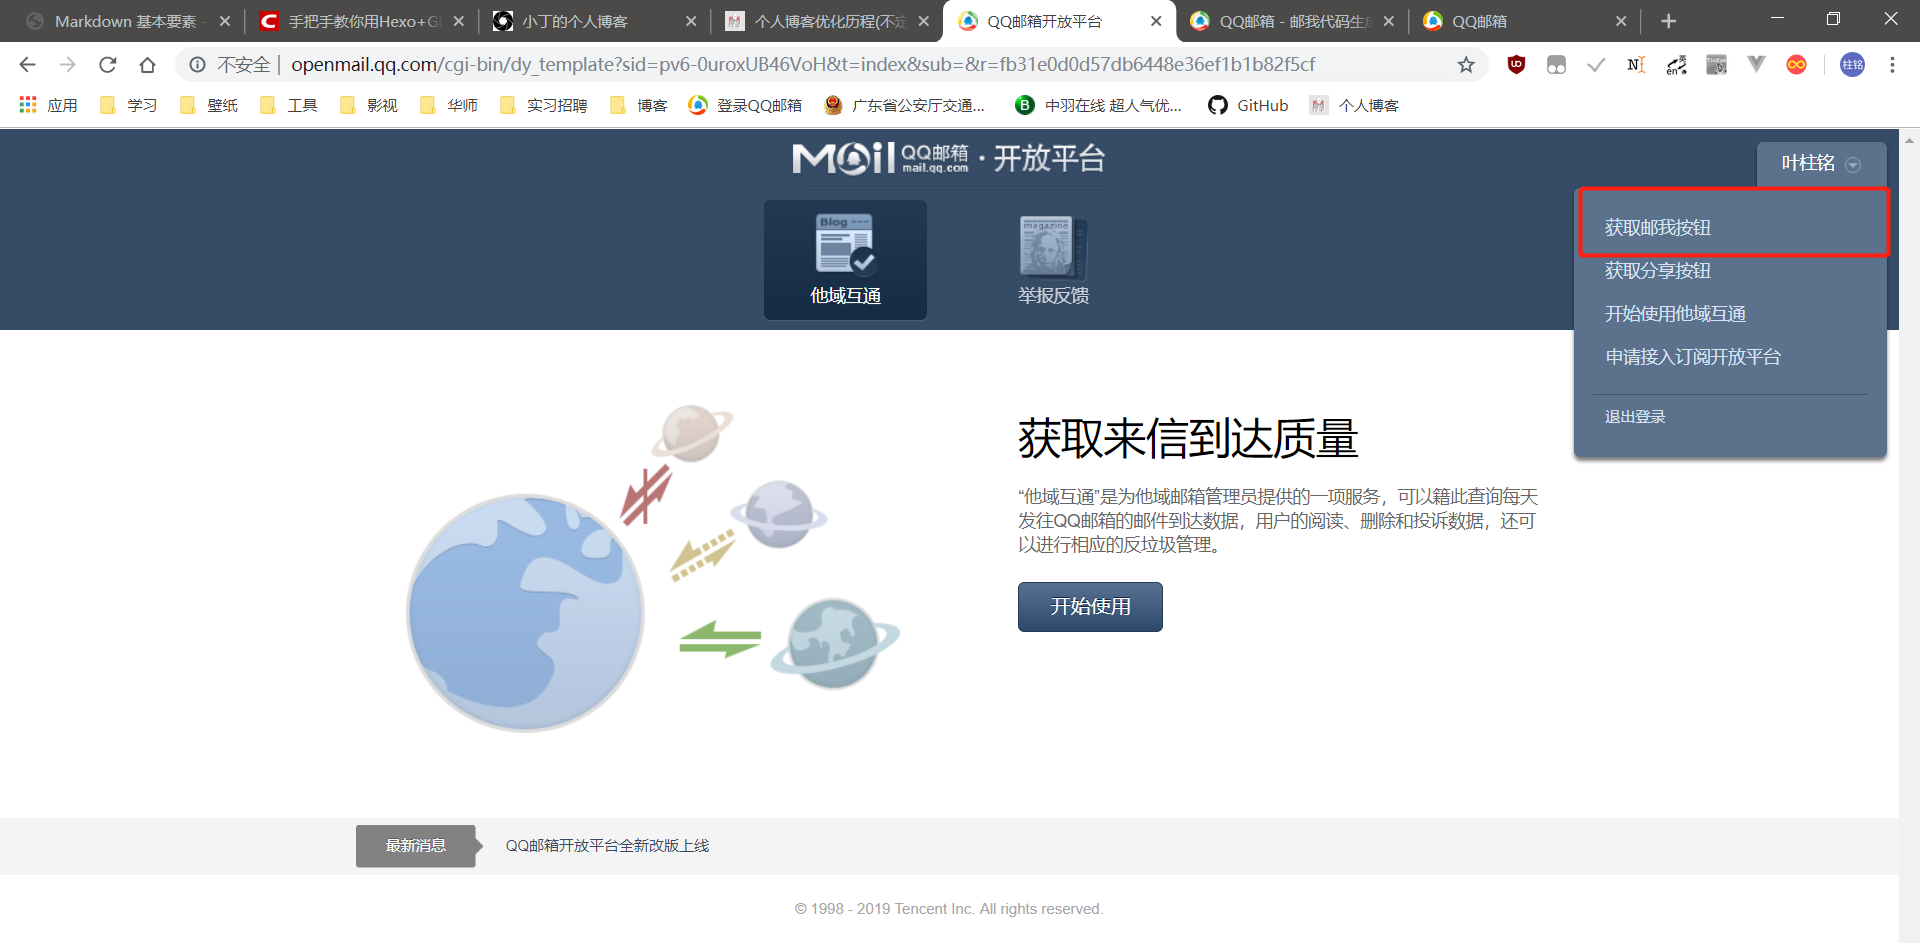 Markdown 基本要素 -
手把手教你用Hexo+Gi
小丁的个人博客
个人博客优化历程(不定
QQ邮箱开放平台
QQ邮箱 - 邮我代码生成
QQ邮箱
不安全 | openmail.qq.com/cgi-bin/dy_template?sid=pv6-0uroxUB46VoH&t=index&sub=&r=fb31e0d0d57db6448e36ef1b1b82f5cf
柱铭
应用
学习
壁纸
工具
影视
华师
实习招聘
博客
登录QQ邮箱
广东省公安厅交通...
中羽在线 超人气优...
GitHub
个人博客
Mail QQ邮箱 mail.qq.com · 开放平台
叶柱铭
Blog
他域互通
magazine
举报反馈
获取邮我按钮
获取分享按钮
开始使用他域互通
申请接入订阅开放平台
退出登录
获取来信到达质量
“他域互通”是为他域邮箱管理员提供的一项服务，可以籍此查询每天
发往QQ邮箱的邮件到达数据，用户的阅读、删除和投诉数据，还可
以进行相应的反垃圾管理。
开始使用
最新消息
QQ邮箱开放平台全新改版上线
© 1998 - 2019 Tencent Inc. All rights reserved.